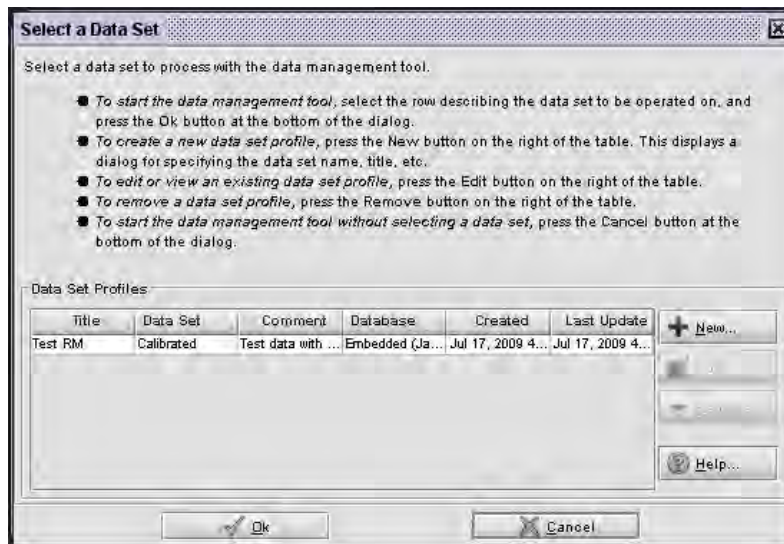 Select a Data Set
Select a data set to process with the data management tool.
To start the data management tool, select the row describing the data set to be operated on, and
press the Ok button at the bottom of the dialog.
To create a new data set profile, press the New button on the right of the table. This displays a
dialog for specifying the data set name, title, etc.
To edit or view an existing data set profile, press the Edit button on the right of the table.
To remove a data set profile, press the Remove button on the right of the table.
To start the data management tool without selecting a data set, press the Cancel button at the
bottom of the dialog.
Data Set Profiles
Title Data Set Comment Database Created Last Update
Test RM Calibrated Test data with ... Embedded (Ja... Jul 17, 2009 4... Jul 17, 2009 4...
New...
Help...
Ok Cancel